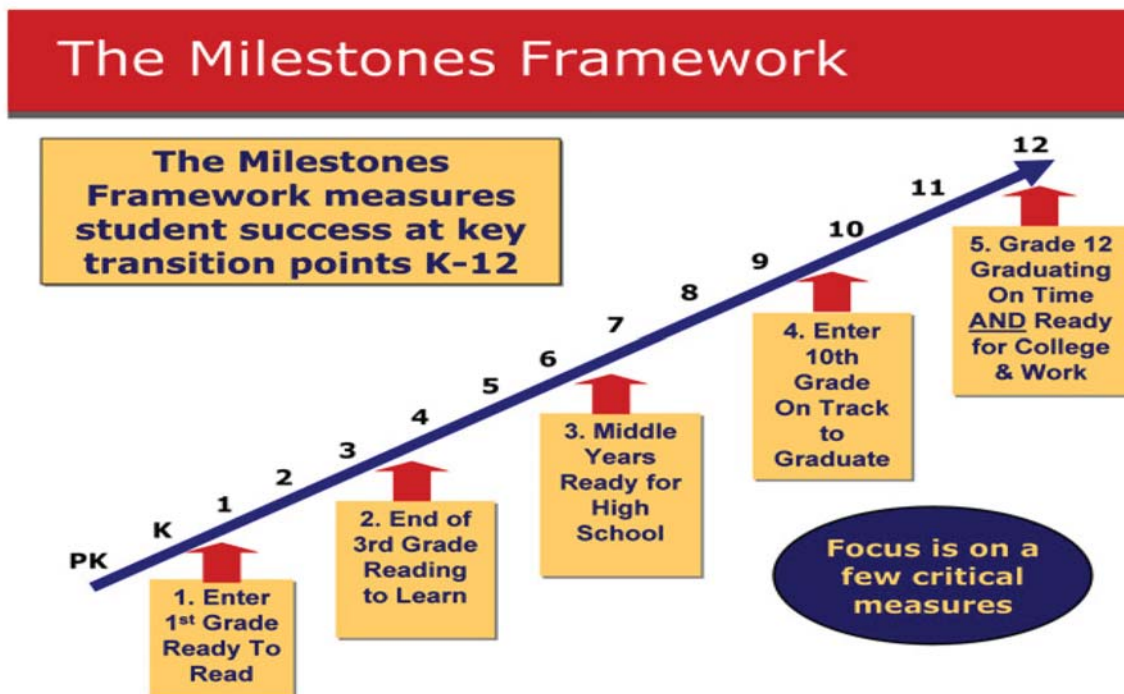 The Milestones Framework
The Milestones
Framework measures
student success at key
transition points K-12
PK
K
1
2
3
4
5
6
7
8
9
10
11
12
1. Enter
1st Grade
Ready To
Read
2. End of
3rd Grade
Reading
to Learn
3. Middle
Years
Ready for
High
School
4. Enter
10th
Grade
On Track
to
Graduate
5. Grade 12
Graduating
On Time
AND Ready
for College
& Work
Focus is on a
few critical
measures